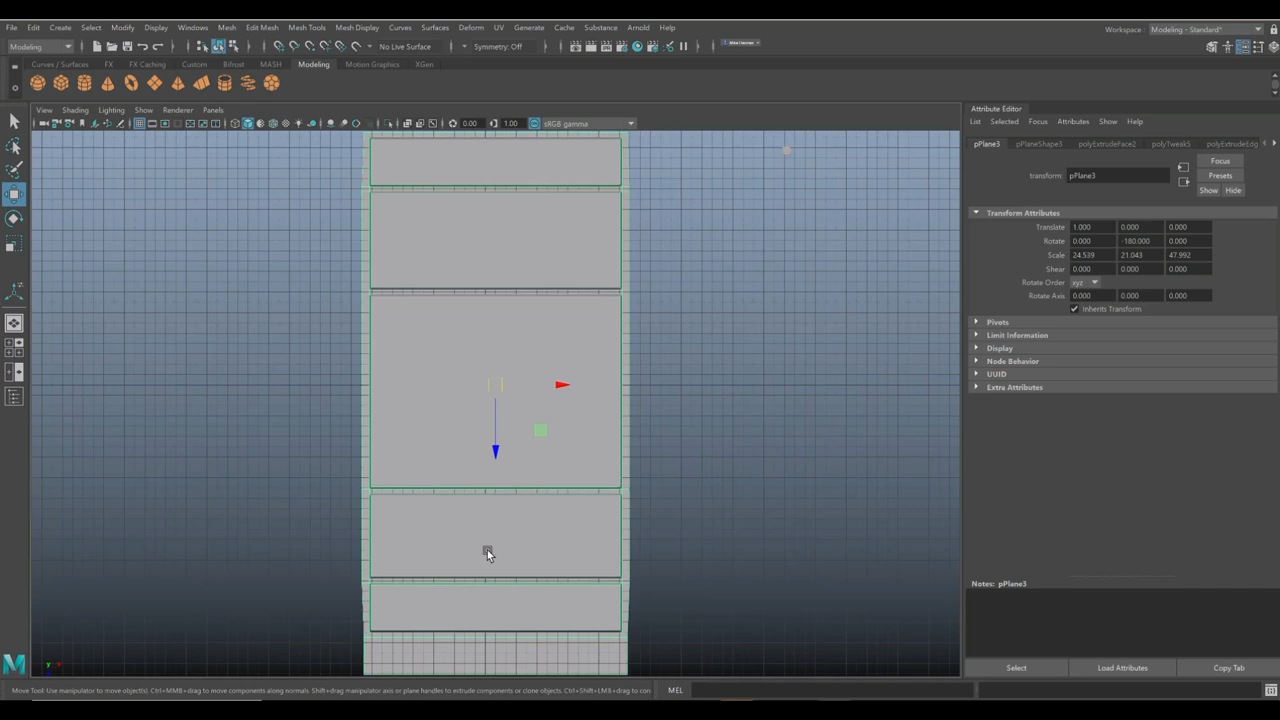 File Edit Create Select Modify Display Windows Mesh Edit Mesh Mesh Tools Mesh Display Curves Surfaces Deform UV Generate Cache Substance Arnold Help
Workspace : Modeling - Standard*
Modeling No Live Surface Symmetry: Off
Curves / Surfaces FX FX Caching Custom Bifrost MASH Modeling Motion Graphics XGen
View Shading Lighting Show Renderer Panels
0.00 1.00 sRGB gamma
Attribute Editor
List Selected Focus Attributes Show Help
pPlane3 pPlaneShape3 polyExtrudeFace2 polyTweak5 polyExtrudeEdg
Focus
transform: pPlane3 Presets
Show Hide
Transform Attributes
Translate 1.000 0.000 0.000
Rotate 0.000 -180.000 0.000
Scale 24.539 21.043 47.992
Shear 0.000 0.000 0.000
Rotate Order xyz
Rotate Axis 0.000 0.000 0.000
Inherits Transform
Pivots
Limit Information
Display
Node Behavior
UUID
Extra Attributes
Notes: pPlane3
Select Load Attributes Copy Tab
Move Tool: Use manipulator to move object(s). Ctrl+MMB+drag to move components along normals. Shift+drag manipulator axis or plane handles to extrude components or clone objects. Ctrl+Shift+LMB+drag to con MEL